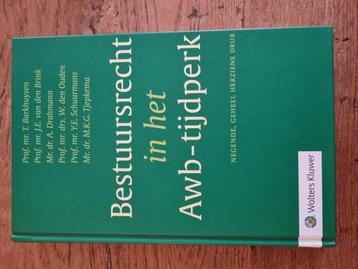 Prof. mr. T. Barkhuysen
Prof. mr. J.E. van den Brink
Mr. dr. A. Drahmann
Prof. mr. drs. W. den Ouden
Prof. mr. Y.E. Schuurmans
Mr. dr. M.K.G. Tjepkema
Bestuursrecht
in het
Awb-tijdperk
NEGENDE, GEHEEL HERZIENE DRUK
Wolters Kluwer